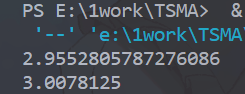 PS E:\1work\TSMA>  &
'--' 'e:\1work\TSMA
2.9552805787276086
3.0078125